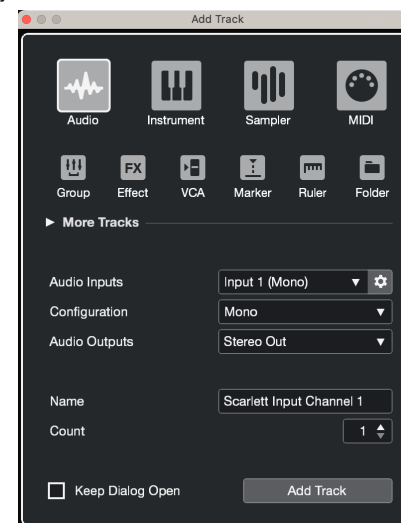 Add Track
Audio Instrument Sampler MIDI
FX
Group Effect VCA Marker Ruler Folder
More Tracks
Audio Inputs Input 1 (Mono)
Configuration Mono
Audio Outputs Stereo Out
Name Scarlett Input Channel 1
Count 1
Keep Dialog Open Add Track